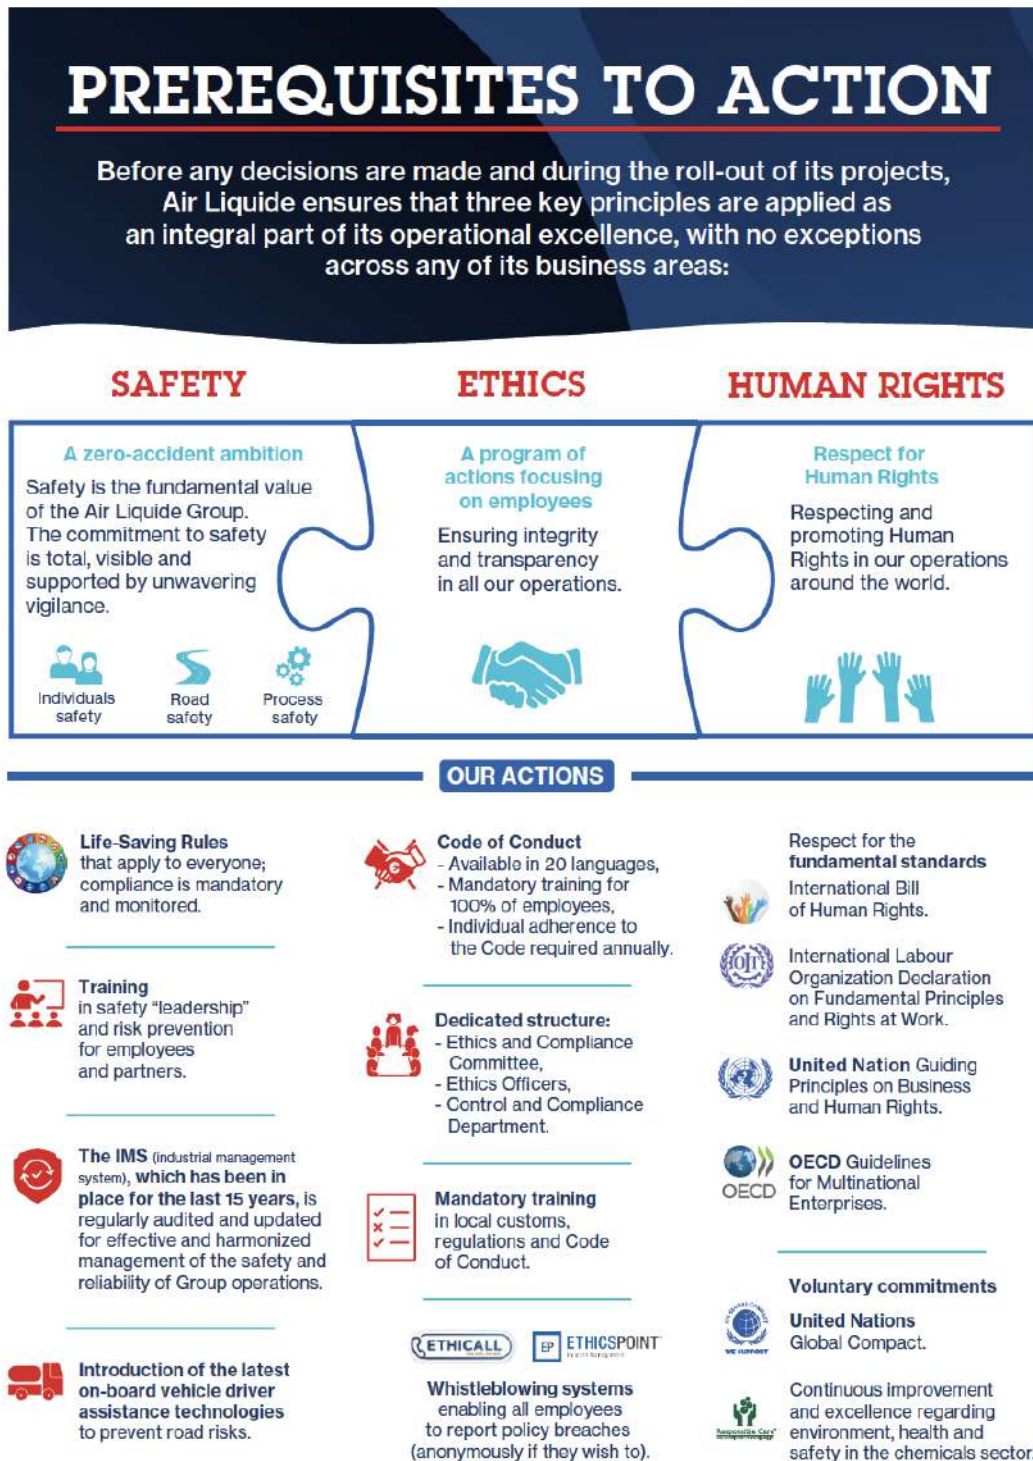 PREREQUISITES TO ACTION
Before any decisions are made and during the roll-out of its projects,
Air Liquide ensures that three key principles are applied as
an integral part of its operational excellence, with no exceptions
across any of its business areas:
SAFETY
A zero-accident ambition
Safety is the fundamental value
of the Air Liquide Group.
The commitment to safety
is total, visible and
supported by unwavering
vigilance.
Individuals
safety
Road
safety
Process
safety
ETHICS
A program of
actions focusing
on employees
Ensuring integrity
and transparency
in all our operations.
HUMAN RIGHTS
Respect for
Human Rights
Respecting and
promoting Human
Rights in our operations
around the world.
OUR ACTIONS
Life-Saving Rules
that apply to everyone;
compliance is mandatory
and monitored.
Training
in safety “leadership”
and risk prevention
for employees
and partners.
The IMS (industrial management
system), which has been in
place for the last 15 years, is
regularly audited and updated
for effective and harmonized
management of the safety and
reliability of Group operations.
Introduction of the latest
on-board vehicle driver
assistance technologies
to prevent road risks.
Code of Conduct
- Available in 20 languages,
- Mandatory training for
100% of employees,
- Individual adherence to
the Code required annually.
Dedicated structure:
- Ethics and Compliance
Committee,
- Ethics Officers,
- Control and Compliance
Department.
Mandatory training
in local customs,
regulations and Code
of Conduct.
ETHICALL
EP ETHICSPOINT
Whistleblowing systems
enabling all employees
to report policy breaches
(anonymously if they wish to).
Respect for the
fundamental standards
International Bill
of Human Rights.
International Labour
Organization Declaration
on Fundamental Principles
and Rights at Work.
United Nation Guiding
Principles on Business
and Human Rights.
OECD
OECD Guidelines
for Multinational
Enterprises.
Voluntary commitments
WE SUPPORT
United Nations
Global Compact.
Responsible Care
Continuous improvement
and excellence regarding
environment, health and
safety in the chemicals sector